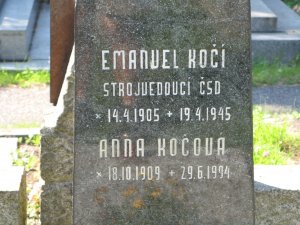 EMANUEL KOČÍ
STROJVEDOUCÍ ČSD
* 14.4.1905 + 19.4.1945
ANNA KOČOVÁ
* 18.10.1909 + 29.6.1994